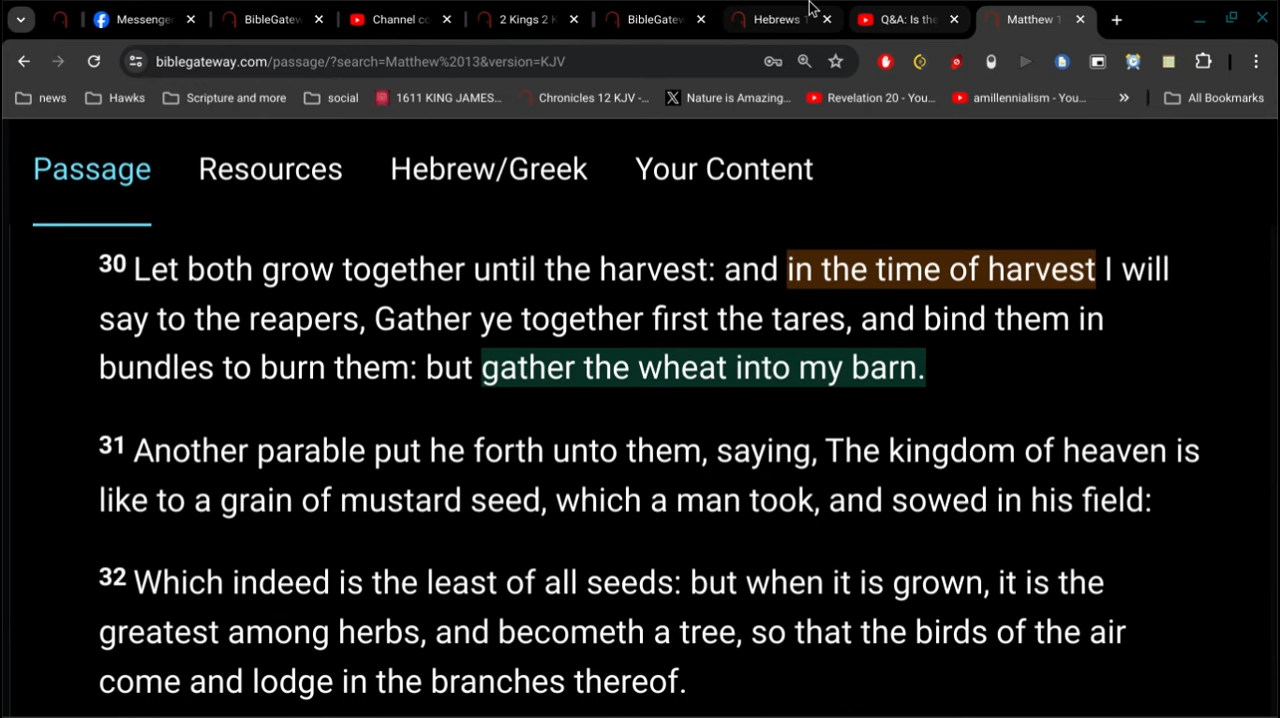 Messenger
BibleGatew
Channel co
2 Kings 2 K
BibleGatew
Hebrews 1
Q&A: Is the
Matthew 1
biblegateway.com/passage/?search=Matthew%2013&version=KJV
news
Hawks
Scripture and more
social
1611 KING JAMES...
Chronicles 12 KJV -...
Nature is Amazing...
Revelation 20 - You...
amillennialism - You...
All Bookmarks
Passage
Resources
Hebrew/Greek
Your Content
30 Let both grow together until the harvest: and in the time of harvest I will
say to the reapers, Gather ye together first the tares, and bind them in
bundles to burn them: but gather the wheat into my barn.
31 Another parable put he forth unto them, saying, The kingdom of heaven is
like to a grain of mustard seed, which a man took, and sowed in his field:
32 Which indeed is the least of all seeds: but when it is grown, it is the
greatest among herbs, and becometh a tree, so that the birds of the air
come and lodge in the branches thereof.